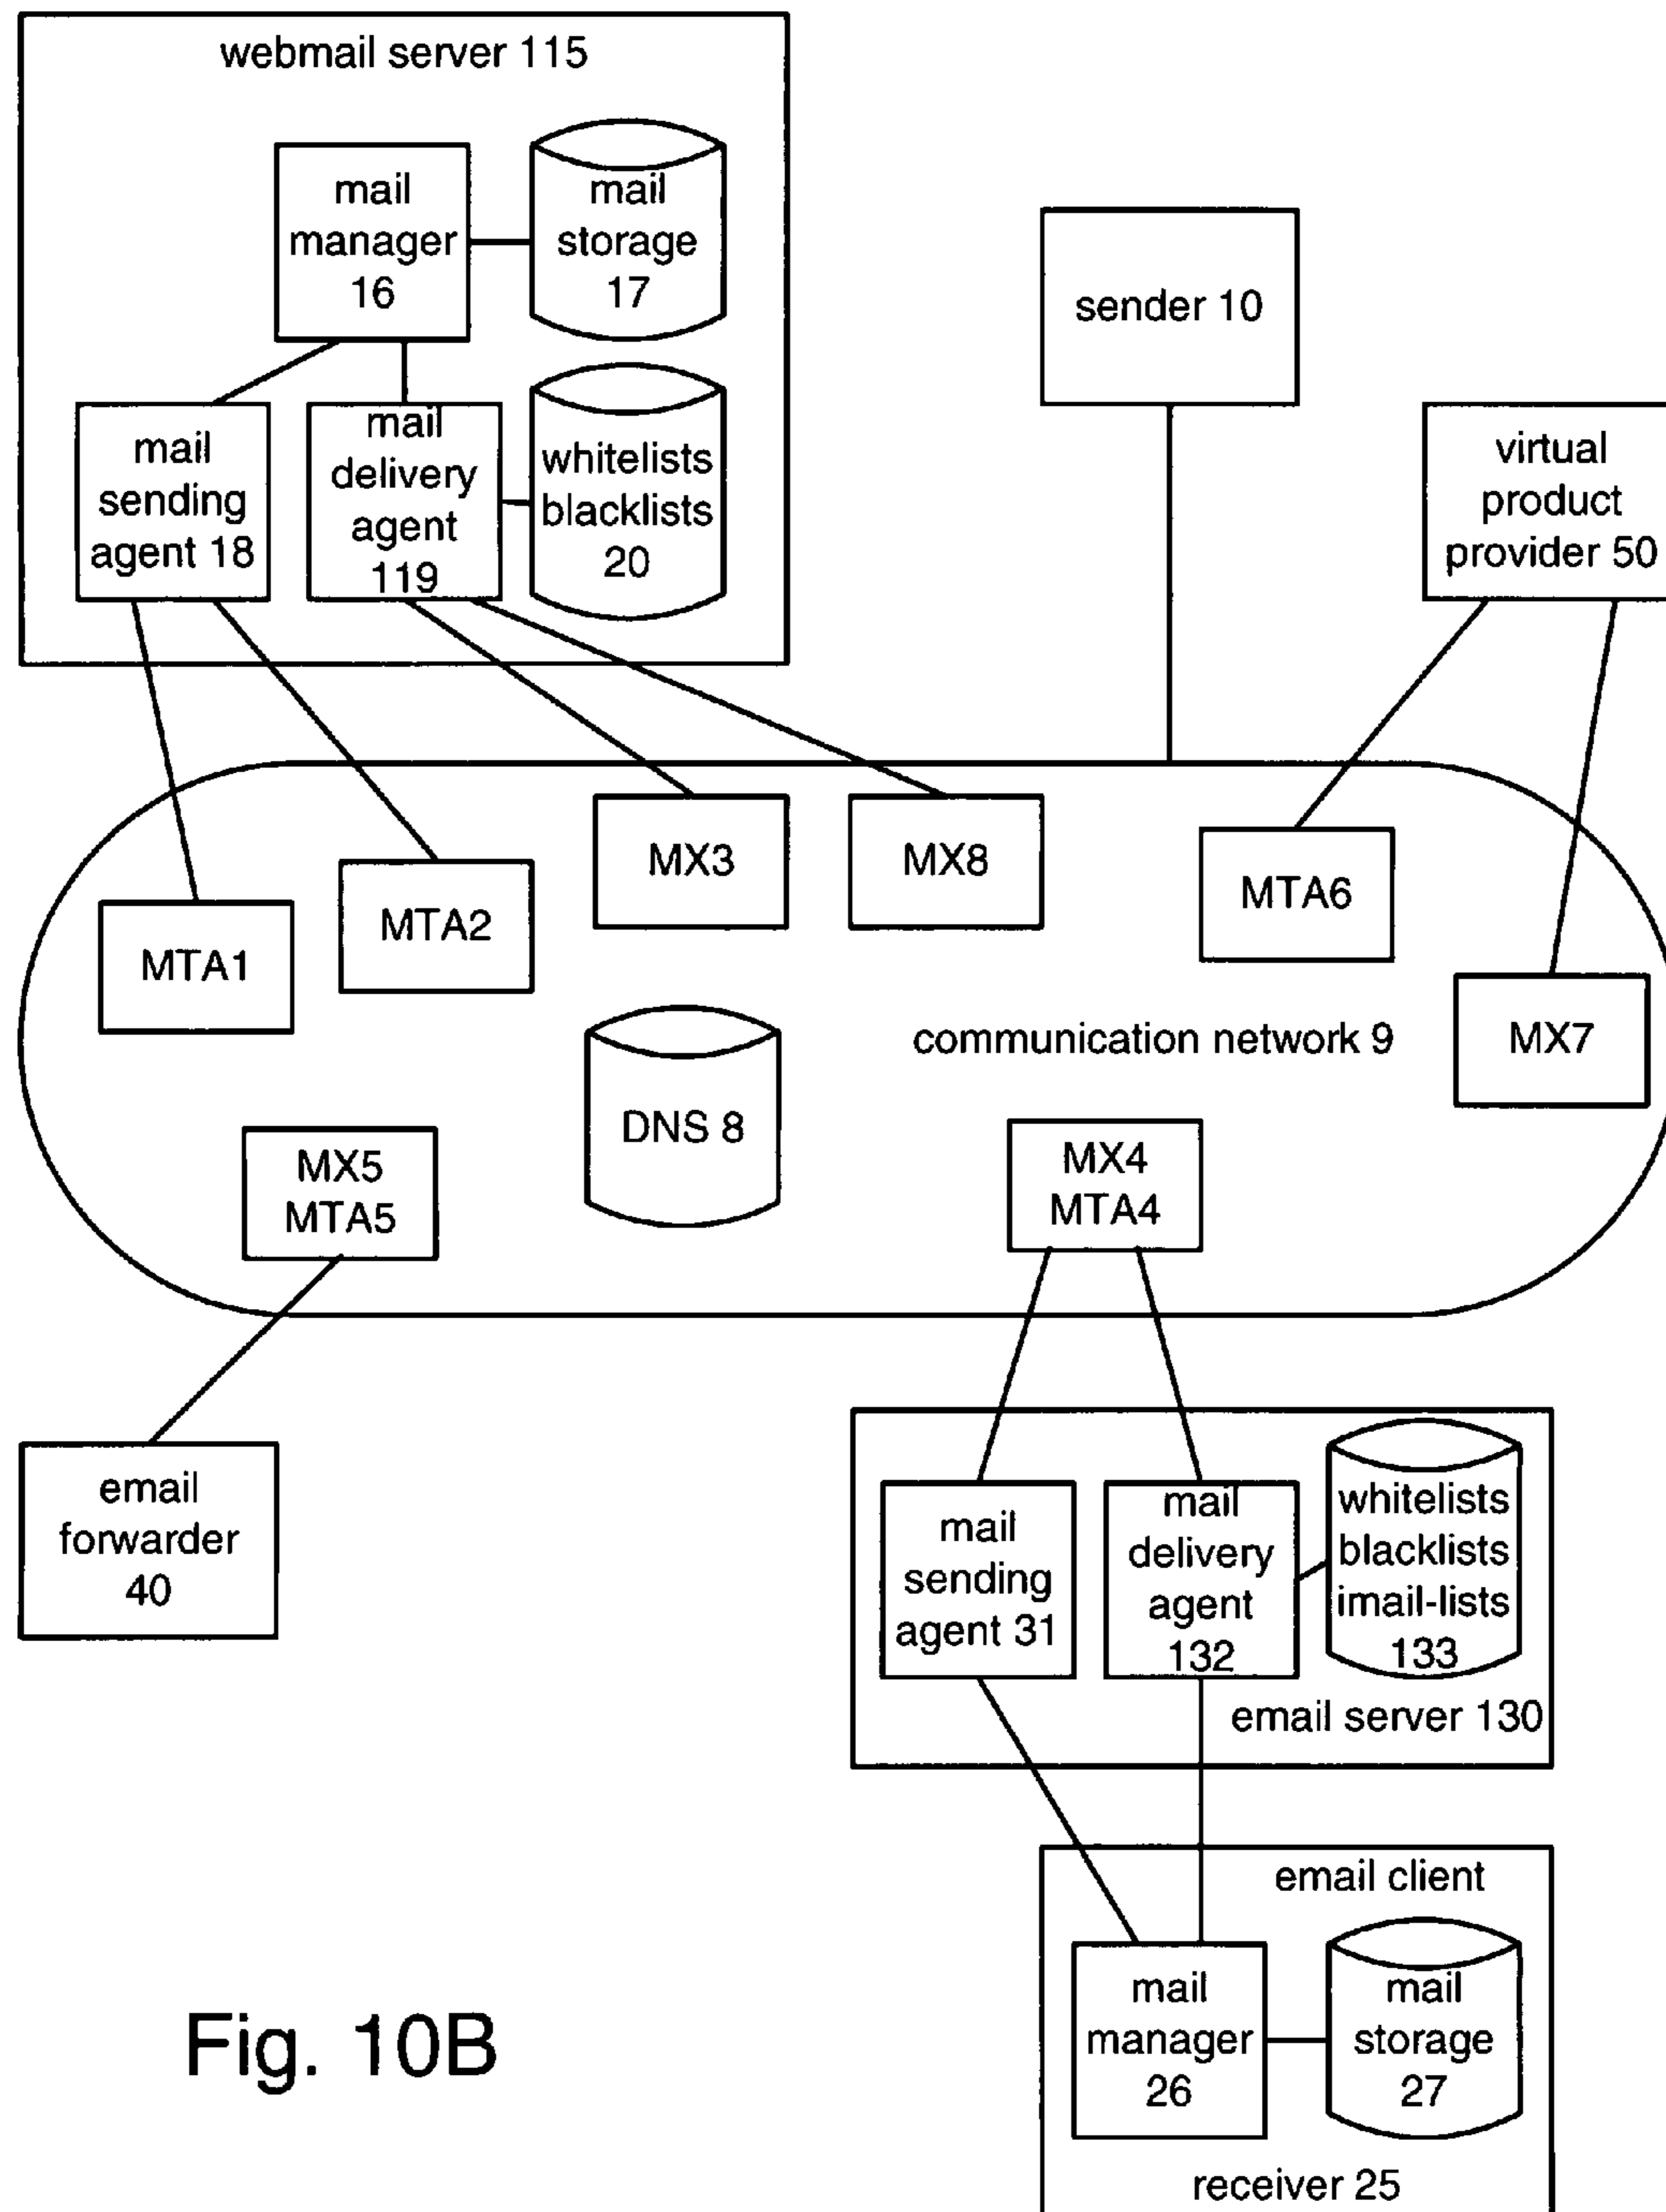 webmail server 115
mail
manager
16
mail
storage
17
sender 10
mail
sending
agent 18
mail
delivery
agent
119
whitelists
blacklists
20
virtual
product
provider 50
MX3
MX8
MTA6
MTA2
MTA1
communication network 9
MX7
DNS 8
MX5
MTA5
MX4
MTA4
email
forwarder
40
mail
sending
agent 31
mail
delivery
agent
132
whitelists
blacklists
imail-lists
133
email server 130
email client
mail
manager
26
mail
storage
27
receiver 25
Fig. 10B